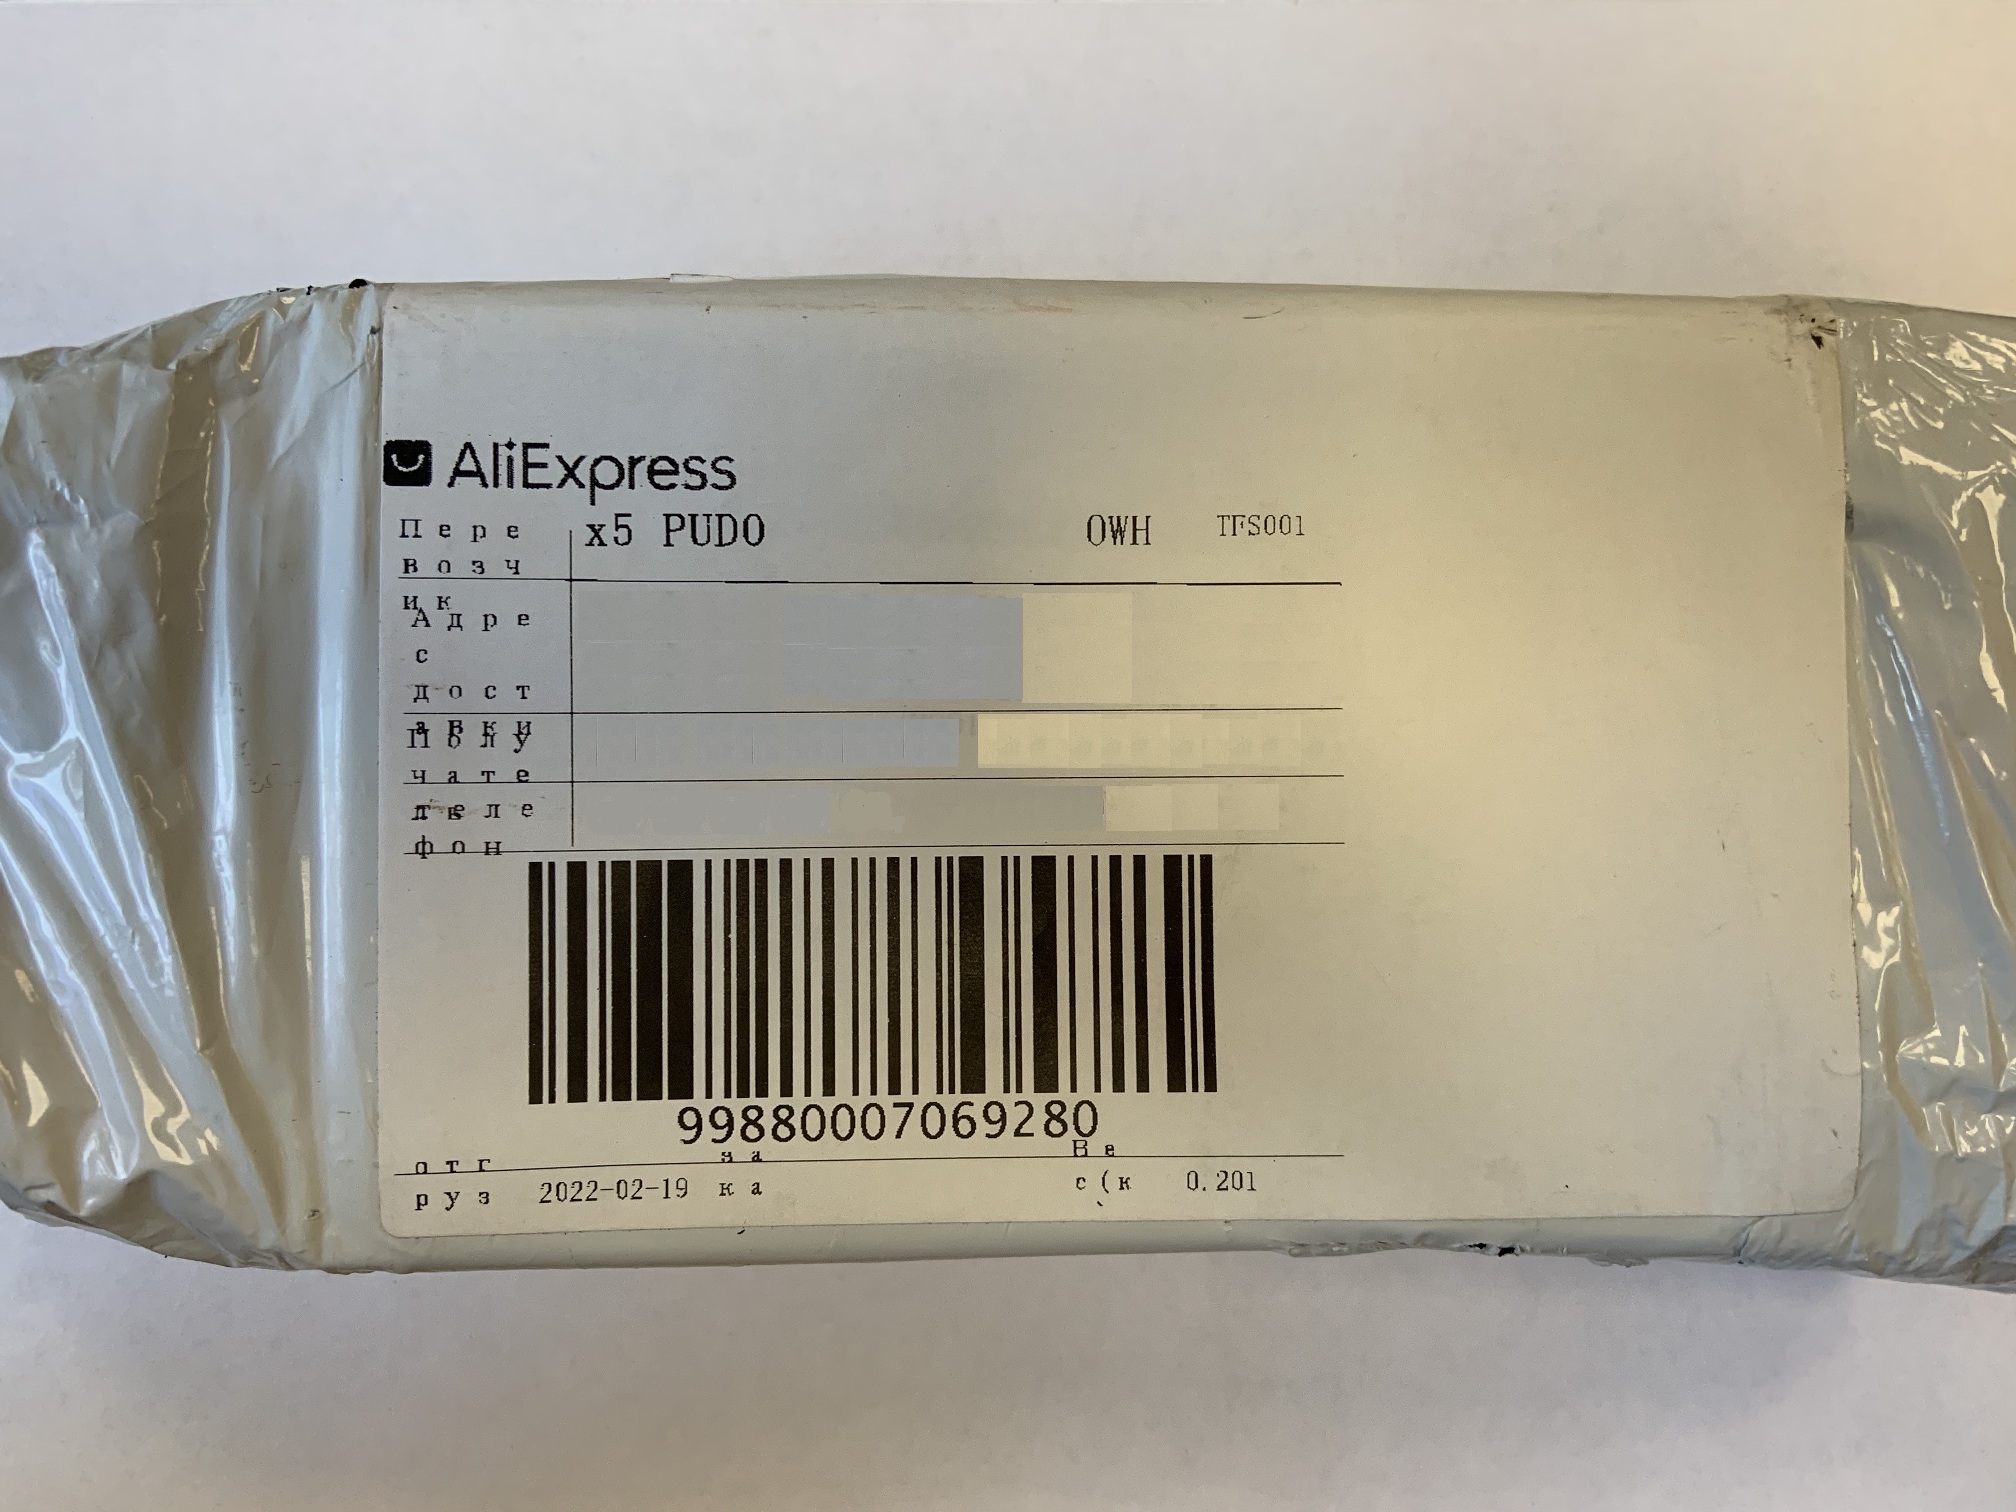 AliExpress
Пере
x5 PUDO OWH TFS001
возч
ик
Адре
с
дост
авки
Полу
чате
ль
теле
фон
99880007069280
отг за Ве
руз 2022-02-19 ка с(к 0.201